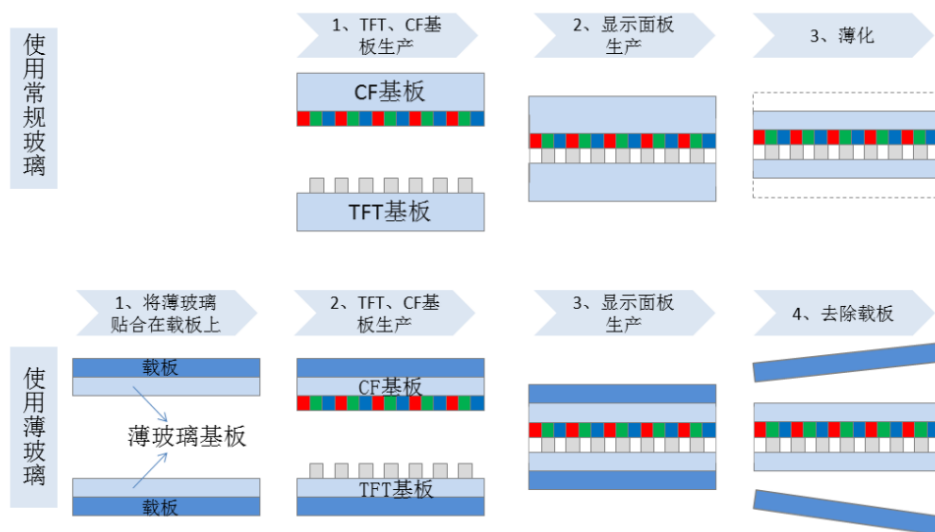 使用常规玻璃
1、TFT、CF基
板生产
2、显示面板
生产
3、薄化
CF基板
TFT基板
使用薄玻璃
1、将薄玻璃
贴合在载板上
2、TFT、CF基
板生产
3、显示面板
生产
4、去除载板
载板
薄玻璃基板
载板
CF基板
TFT基板